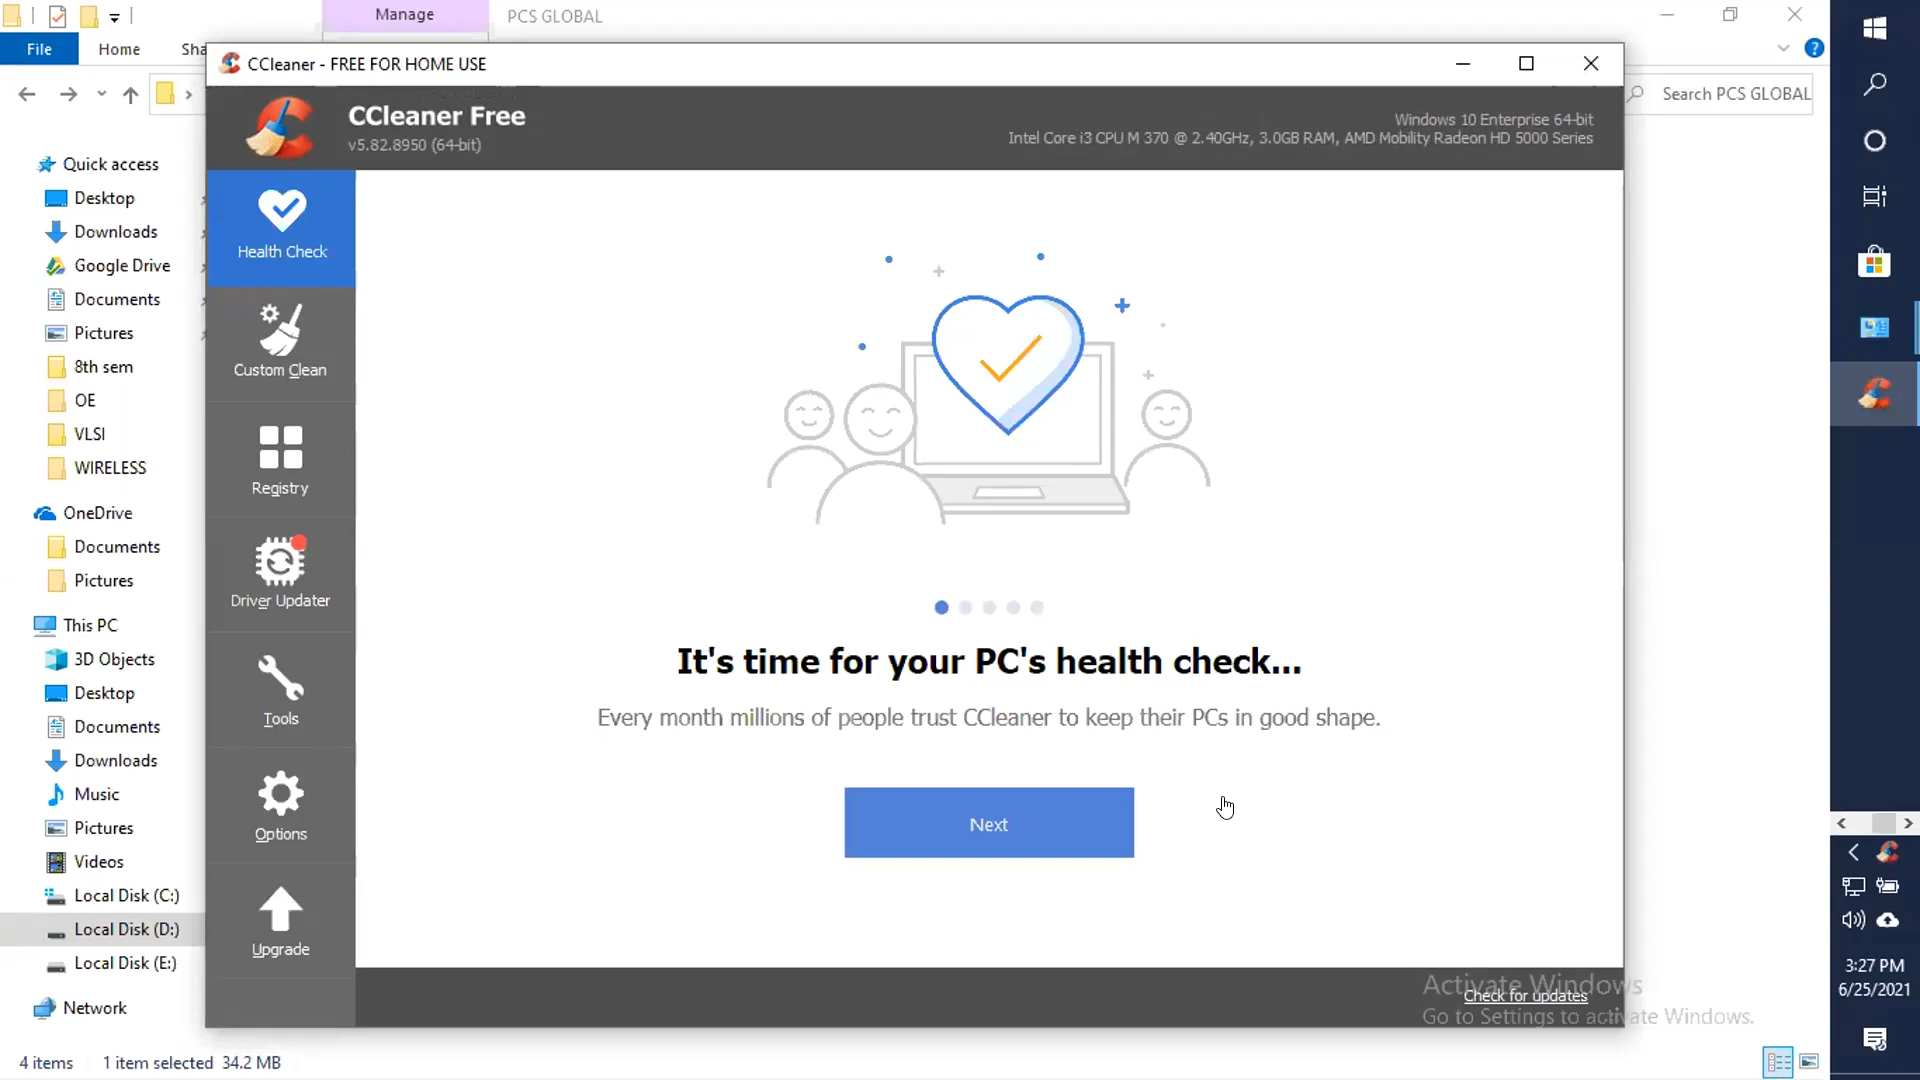 Manage
PCS GLOBAL
File
Home
Sha
Search PCS GLOBAL
CCleaner - FREE FOR HOME USE
CCleaner Free
v5.82.8950 (64-bit)
Windows 10 Enterprise 64-bit
Intel Core i3 CPU M 370 @ 2.40GHz, 3.0GB RAM, AMD Mobility Radeon HD 5000 Series
Quick access
Desktop
Downloads
Google Drive
Documents
Pictures
8th sem
OE
VLSI
WIRELESS
OneDrive
Documents
Pictures
This PC
3D Objects
Desktop
Documents
Downloads
Music
Pictures
Videos
Local Disk (C:)
Local Disk (D:)
Local Disk (E:)
Network
Health Check
Custom Clean
Registry
Driver Updater
Tools
Options
Upgrade
It's time for your PC's health check...
Every month millions of people trust CCleaner to keep their PCs in good shape.
Next
Check for updates
Activate Windows
Go to Settings to activate Windows.
3:27 PM
6/25/2021
4 items
1 item selected 34.2 MB